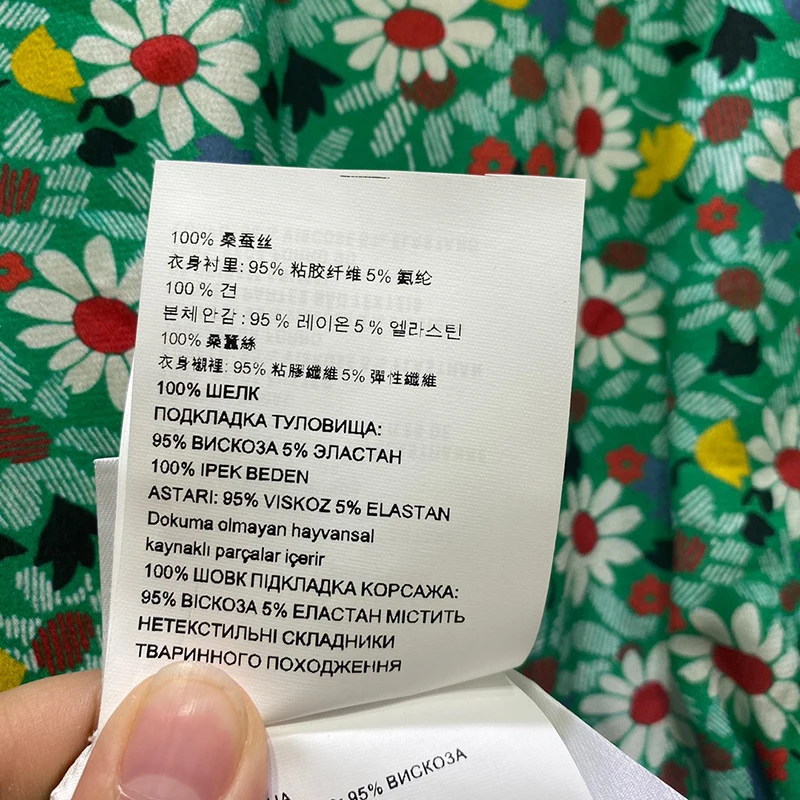 100% 桑蚕丝
衣身衬里: 95% 粘胶纤维 5% 氨纶
100 % 견
본체 안감 : 95 % 레이온 5 % 엘라스틴
100% 桑蠶絲
衣身襯裡: 95% 粘膠纖維 5% 彈性纖維
100% ШЕЛК
ПОДКЛАДКА ТУЛОВИЩА:
95% ВИСКОЗА 5% ЭЛАСТАН
100% IPEK BEDEN
ASTARI: 95% VISKOZ 5% ELASTAN
Dokuma olmayan hayvansal
kaynaklı parçalar içerir
100% ШОВК ПІДКЛАДКА КОРСАЖА:
95% ВІСКОЗА 5% ЕЛАСТАН МІСТИТЬ
НЕТЕКСТИЛЬНІ СКЛАДНИКИ
ТВАРИННОГО ПОХОДЖЕННЯ
95% ВИСКОЗА